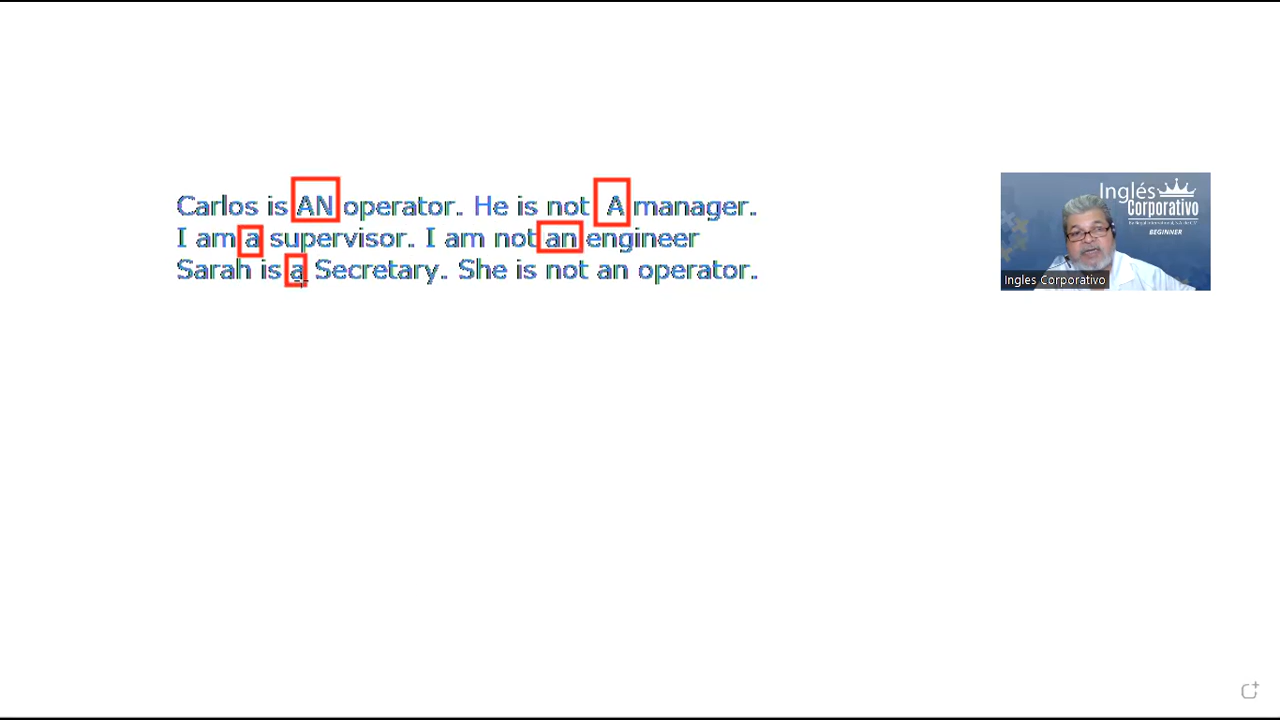 Carlos is AN operator. He is not A manager.
I am a supervisor. I am not an engineer
Sarah is a Secretary. She is not an operator.
Inglés
Corporativo
BEGINNER
Ingles Corporativo